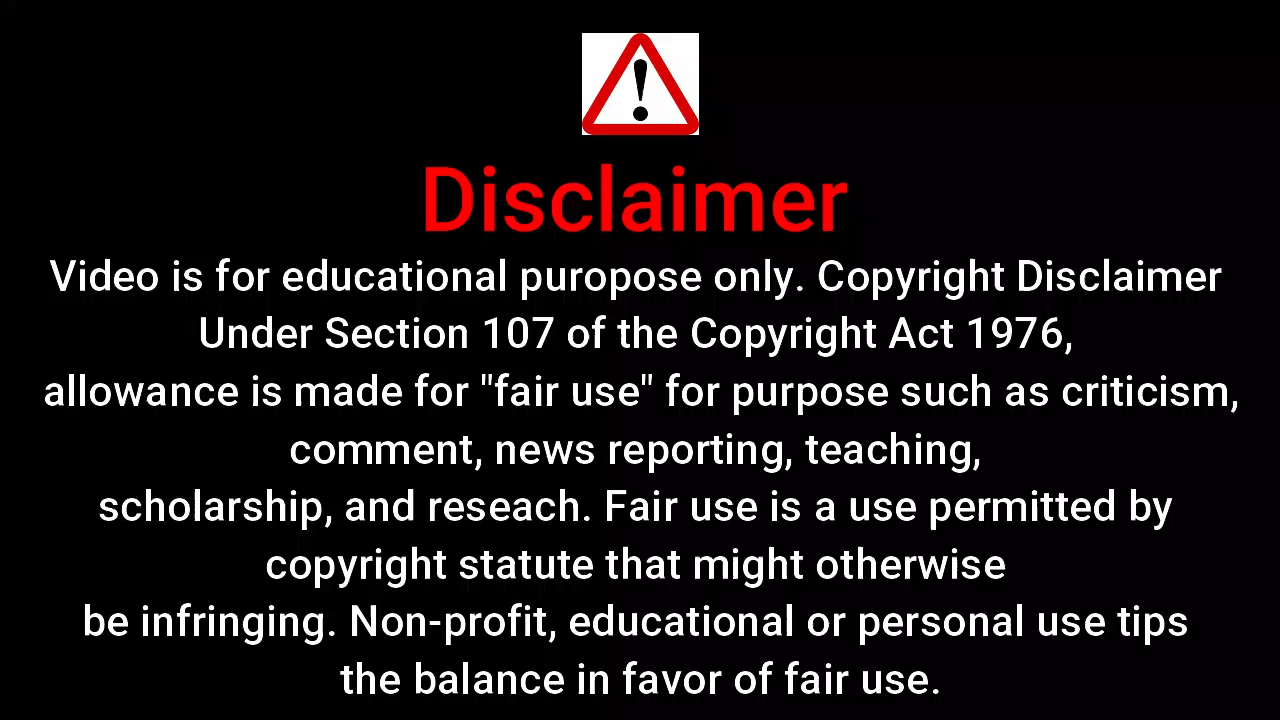 Disclaimer
Video is for educational puropose only. Copyright Disclaimer
Under Section 107 of the Copyright Act 1976,
allowance is made for "fair use" for purpose such as criticism,
comment, news reporting, teaching,
scholarship, and reseach. Fair use is a use permitted by
copyright statute that might otherwise
be infringing. Non-profit, educational or personal use tips
the balance in favor of fair use.